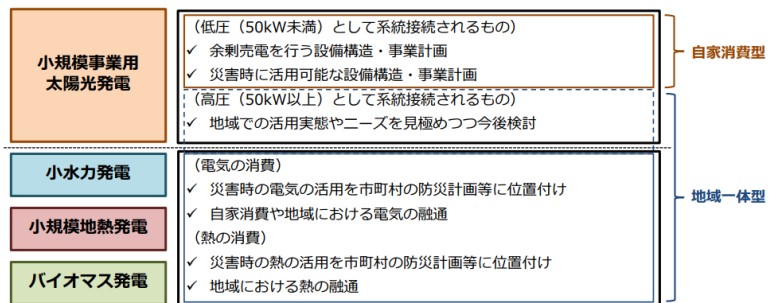 小規模事業用
太陽光発電
（低圧（50kW未満）として系統接続されるもの）
✓ 余剰売電を行う設備構造・事業計画
✓ 災害時に活用可能な設備構造・事業計画
自家消費型
（高圧（50kW以上）として系統接続されるもの）
✓ 地域での活用実態やニーズを見極めつつ今後検討
小水力発電
小規模地熱発電
バイオマス発電
（電気の消費）
✓ 災害時の電気の活用を市町村の防災計画等に位置付け
✓ 自家消費や地域における電気の融通
（熱の消費）
✓ 災害時の熱の活用を市町村の防災計画等に位置付け
✓ 地域における熱の融通
地域一体型